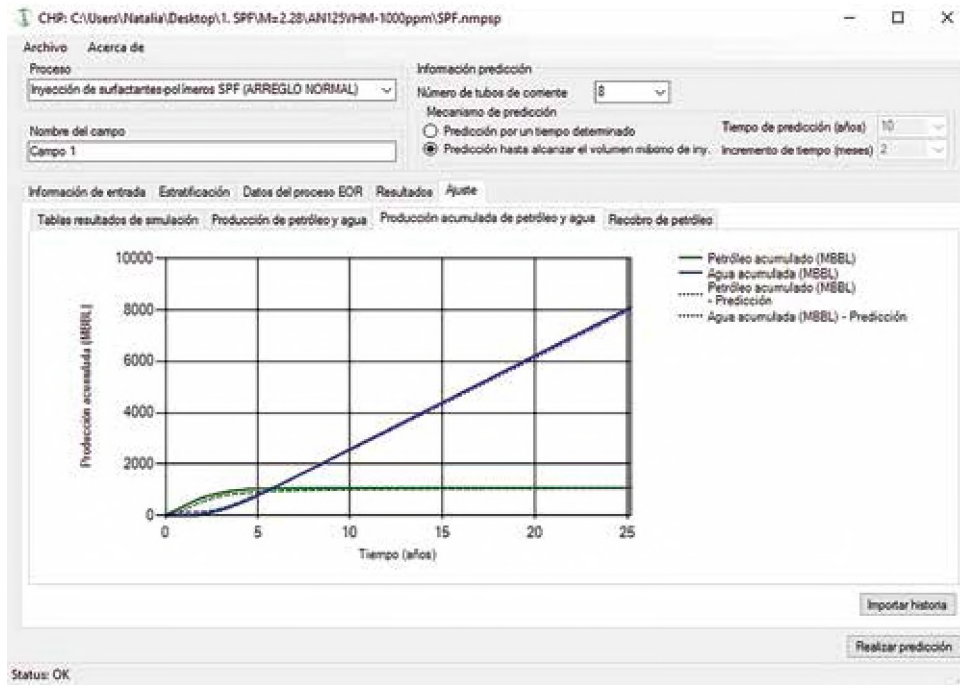 CHP: C:\Users\Natalia\Desktop\1. SPF\M=2.28\AN125VHM-1000ppm\SPF.nmpsp
Archivo Acerca de
Proceso
Inyección de surfactantes-polímeros SPF (ARREGLO NORMAL)
Nombre del campo
Campo 1
Información predicción
Número de tubos de corriente 8
Mecanismo de predicción
Predicción por un tiempo determinado
Predicción hasta alcanzar el volumen máximo de iny.
Tiempo de predicción (años) 10
Incremento de tiempo (meses) 2
Información de entrada Estratificación Datos del proceso EOR Resultados Ajuste
Tablas resultados de simulación Producción de petróleo y agua Producción acumulada de petróleo y agua Recobro de petróleo
Producción acumulada (MBBL)
10000
8000
6000
4000
2000
0
0 5 10 15 20 25
Tiempo (años)
Petróleo acumulado (MBBL)
Agua acumulada (MBBL)
Petróleo acumulado (MBBL)
- Predicción
Agua acumulada (MBBL) - Predicción
Importar historia
Realizar predicción
Status: OK